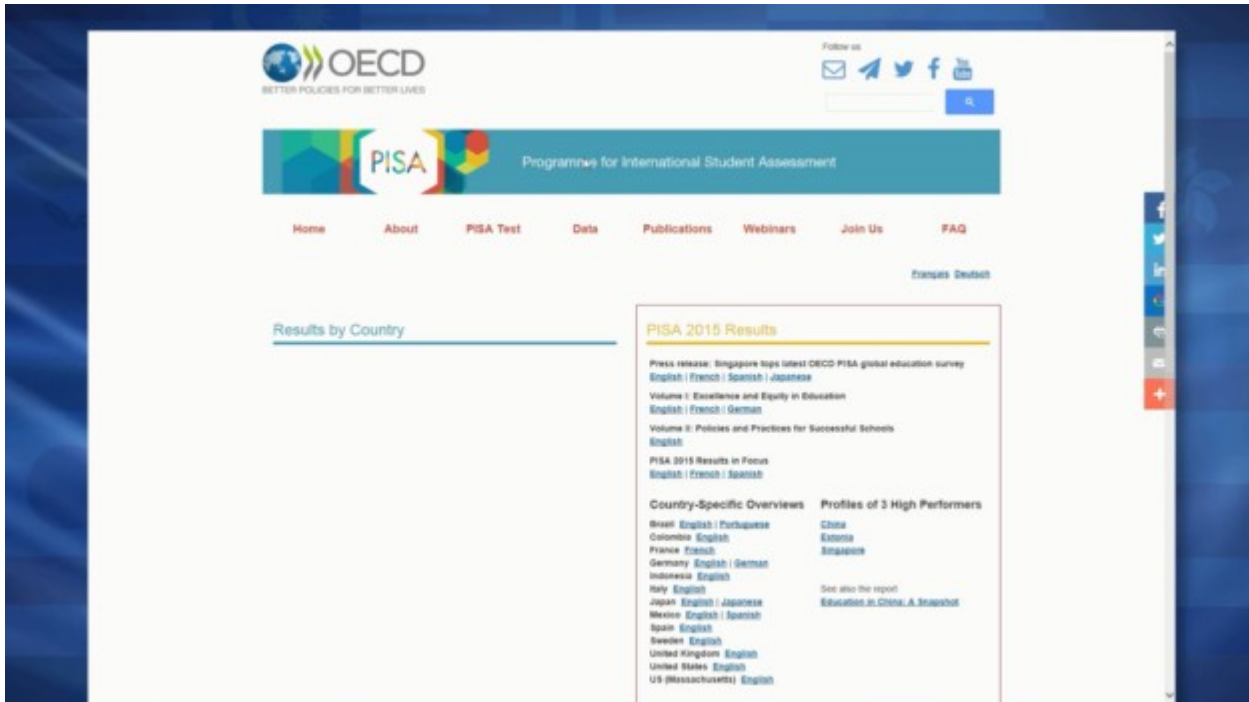 OECD
BETTER POLICIES FOR BETTER LIVES
Follow us
You
Tube
PISA
Programme for International Student Assessment
Home About PISA Test Data Publications Webinars Join Us FAQ
Français Deutsch
Results by Country
PISA 2015 Results
Press release: Singapore tops latest OECD PISA global education survey
English | French | Spanish | Japanese
Volume I: Excellence and Equity in Education
English | French | German
Volume II: Policies and Practices for Successful Schools
English
PISA 2015 Results in Focus
English | French | Spanish
Country-Specific Overviews
Brazil English | Portuguese
Colombia English
France French
Germany English | German
Indonesia English
Italy English
Japan English | Japanese
Mexico English | Spanish
Spain English
Sweden English
United Kingdom English
United States English
US (Massachusetts) English
Profiles of 3 High Performers
China
Estonia
Singapore
See also the report
Education in China: A Snapshot